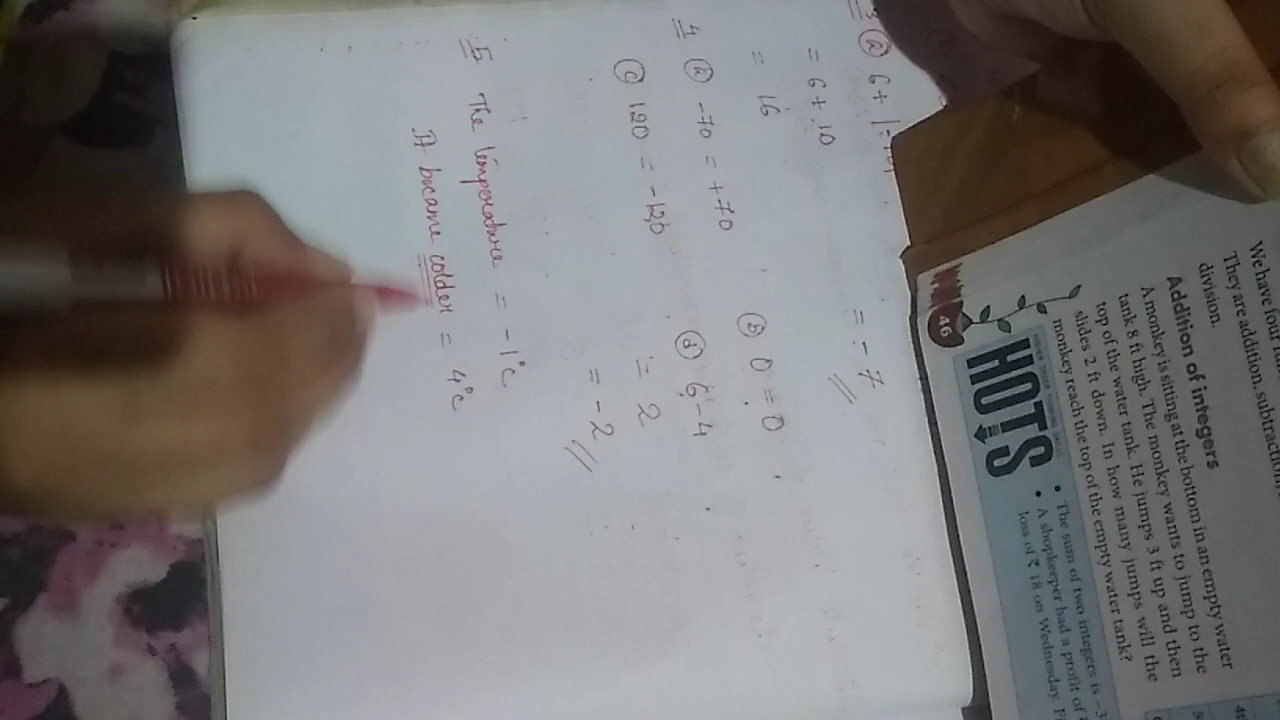 3 (a) 6 + |-10|
= 6 + 10
= 16
= -7
4 (a) -70 = +70
(b) 0 = 0
(c) 120 = -120
(d) 6-4
= 2
= -2
5 The temperature = -1°C
It became colder = 4°C
We have four
They are addition, subtraction,
division.
Addition of integers
A monkey is sitting at the bottom in an empty water
tank 8 ft high. The monkey wants to jump to the
top of the water tank. He jumps 3 ft up and then
slides 2 ft down. In how many jumps will the
monkey reach the top of the empty water tank?
46
HOTS
• The sum of two integers is -3
• A shopkeeper had a profit of
loss of ₹ 18 on Wednesday.